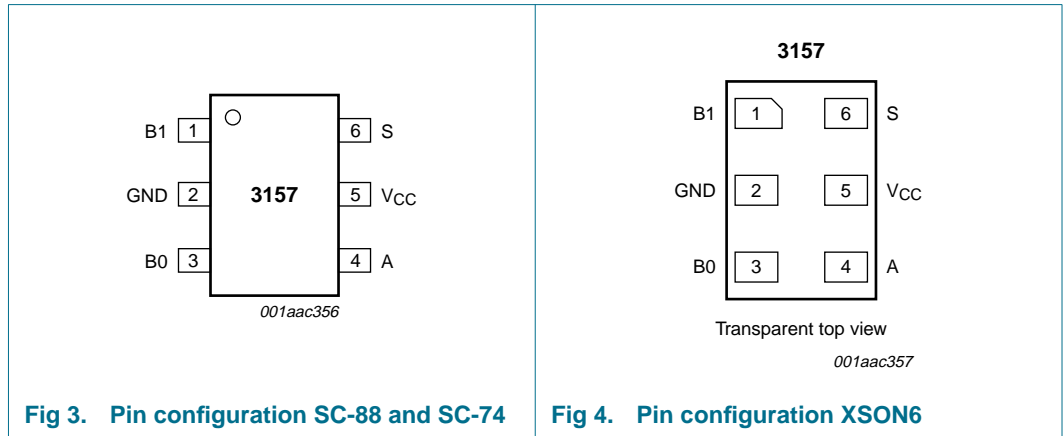 B1 1 6 S
GND 2 3157 5 VCC
B0 3 4 A
001aac356
Fig 3. Pin configuration SC-88 and SC-74
3157
B1 1 6 S
GND 2 5 VCC
B0 3 4 A
Transparent top view
001aac357
Fig 4. Pin configuration XSON6